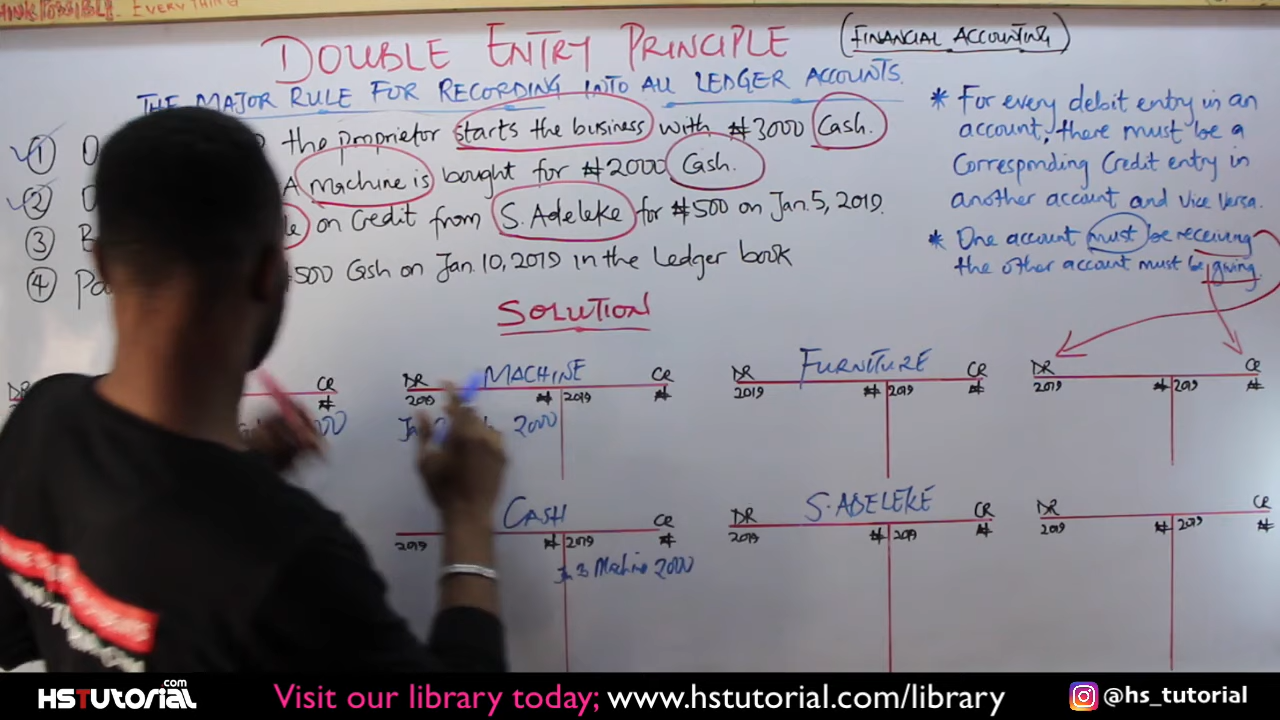 THINK POSSIBLE. EVERYTHING
DOUBLE ENTRY PRINCIPLE (FINANCIAL ACCOUNTING)
THE MAJOR RULE FOR RECORDING INTO ALL LEDGER ACCOUNTS.
① the proprietor starts the business with ₦3000 Cash.
② A machine is bought for ₦2000 Cash.
③ on Credit from S. Adeleke for ₦500 on Jan. 5, 2019.
④ 500 Cash on Jan. 10, 2019 in the Ledger book
* For every debit entry in an
account, there must be a
Corresponding Credit entry in
another account and vice versa.
* One account must be receiving
the other account must be giving.
SOLUTION
DR CR
₦
DR MACHINE CR
2019 ₦ 2019 ₦
2000
DR FURNITURE CR
2019 ₦ 2019 ₦
DR CR
2019 ₦ 2019 ₦
CASH CR
2019 ₦ 2019 ₦
Machine 2000
DR S. ADELEKE CR
2019 ₦ 2019 ₦
DR CR
2019 ₦ 2019 ₦
HSTutorial.com
Visit our library today; www.hstutorial.com/library
@hs_tutorial